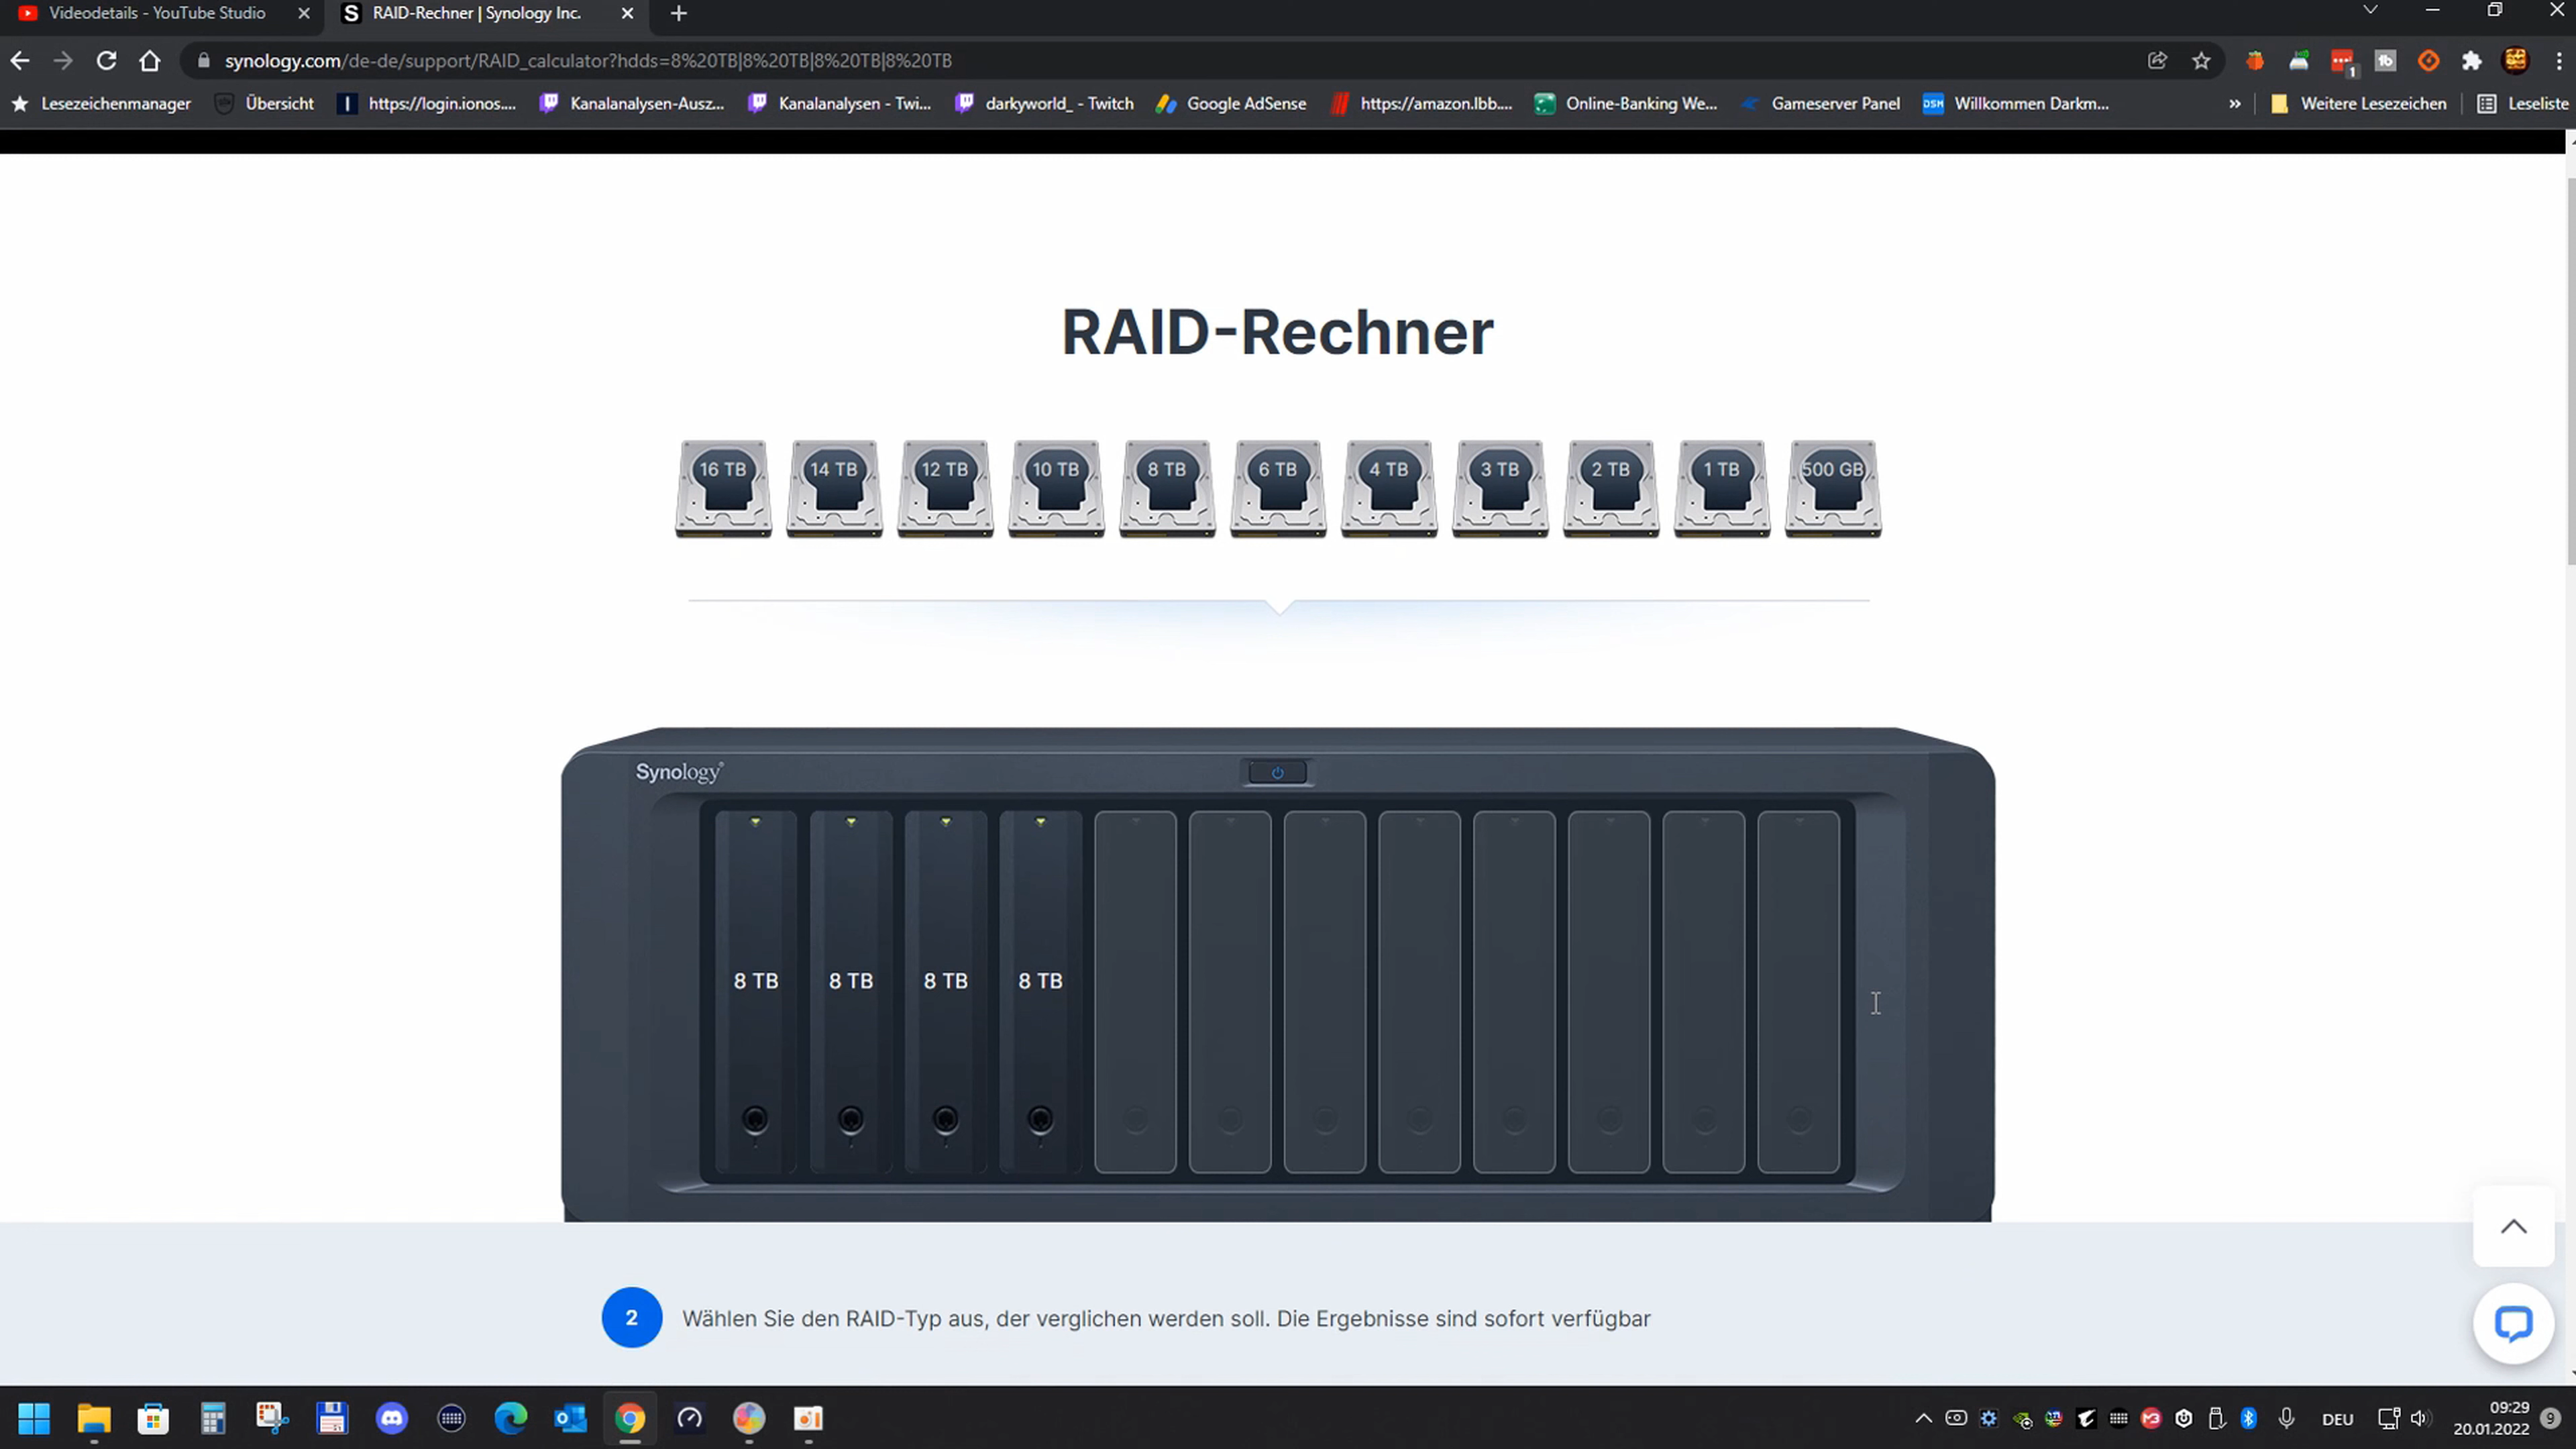 Videodetails - YouTube Studio
RAID-Rechner | Synology Inc.
synology.com/de-de/support/RAID_calculator?hdds=8%20TB|8%20TB|8%20TB|8%20TB
1
Lesezeichenmanager Übersicht https://login.ionos.... Kanalanalysen-Ausz... Kanalanalysen - Twi... darkyworld_ - Twitch Google AdSense https://amazon.lbb.... Online-Banking We... Gameserver Panel DSM Willkommen Darkm... » Weitere Lesezeichen Leseliste
RAID-Rechner
16 TB 14 TB 12 TB 10 TB 8 TB 6 TB 4 TB 3 TB 2 TB 1 TB 500 GB
Synology
8 TB 8 TB 8 TB 8 TB
2 Wählen Sie den RAID-Typ aus, der verglichen werden soll. Die Ergebnisse sind sofort verfügbar
DEU
09:29
20.01.2022
9